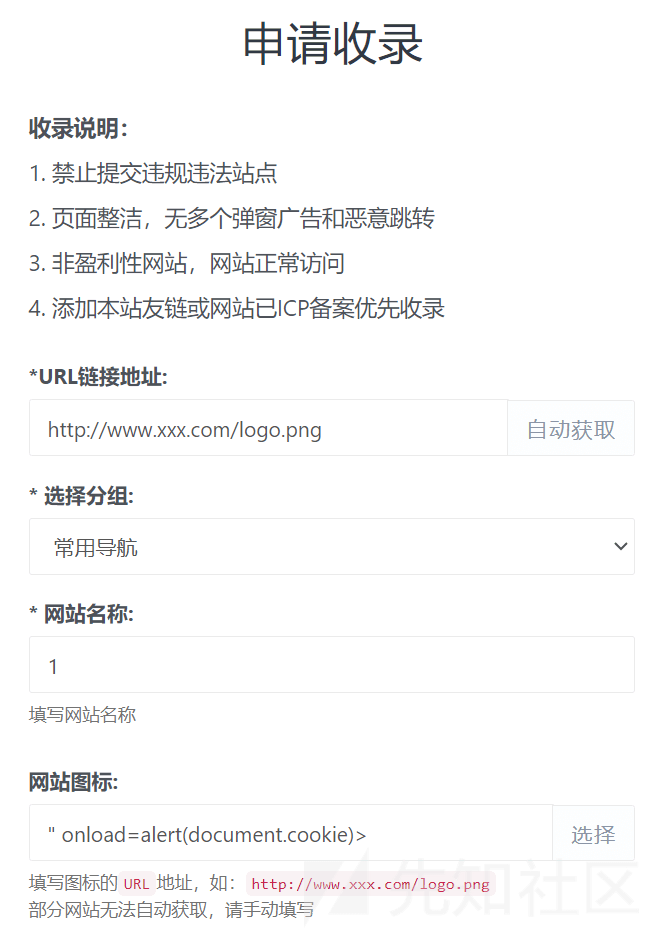 申请收录
收录说明：
1. 禁止提交违规违法站点
2. 页面整洁，无多个弹窗广告和恶意跳转
3. 非盈利性网站，网站正常访问
4. 添加本站友链或网站已ICP备案优先收录
*URL链接地址:
http://www.xxx.com/logo.png 自动获取
* 选择分组:
常用导航
* 网站名称:
1
填写网站名称
网站图标:
" onload=alert(document.cookie)> 选择
填写图标的 URL 地址，如： http://www.xxx.com/logo.png
部分网站无法自动获取，请手动填写
先知社区